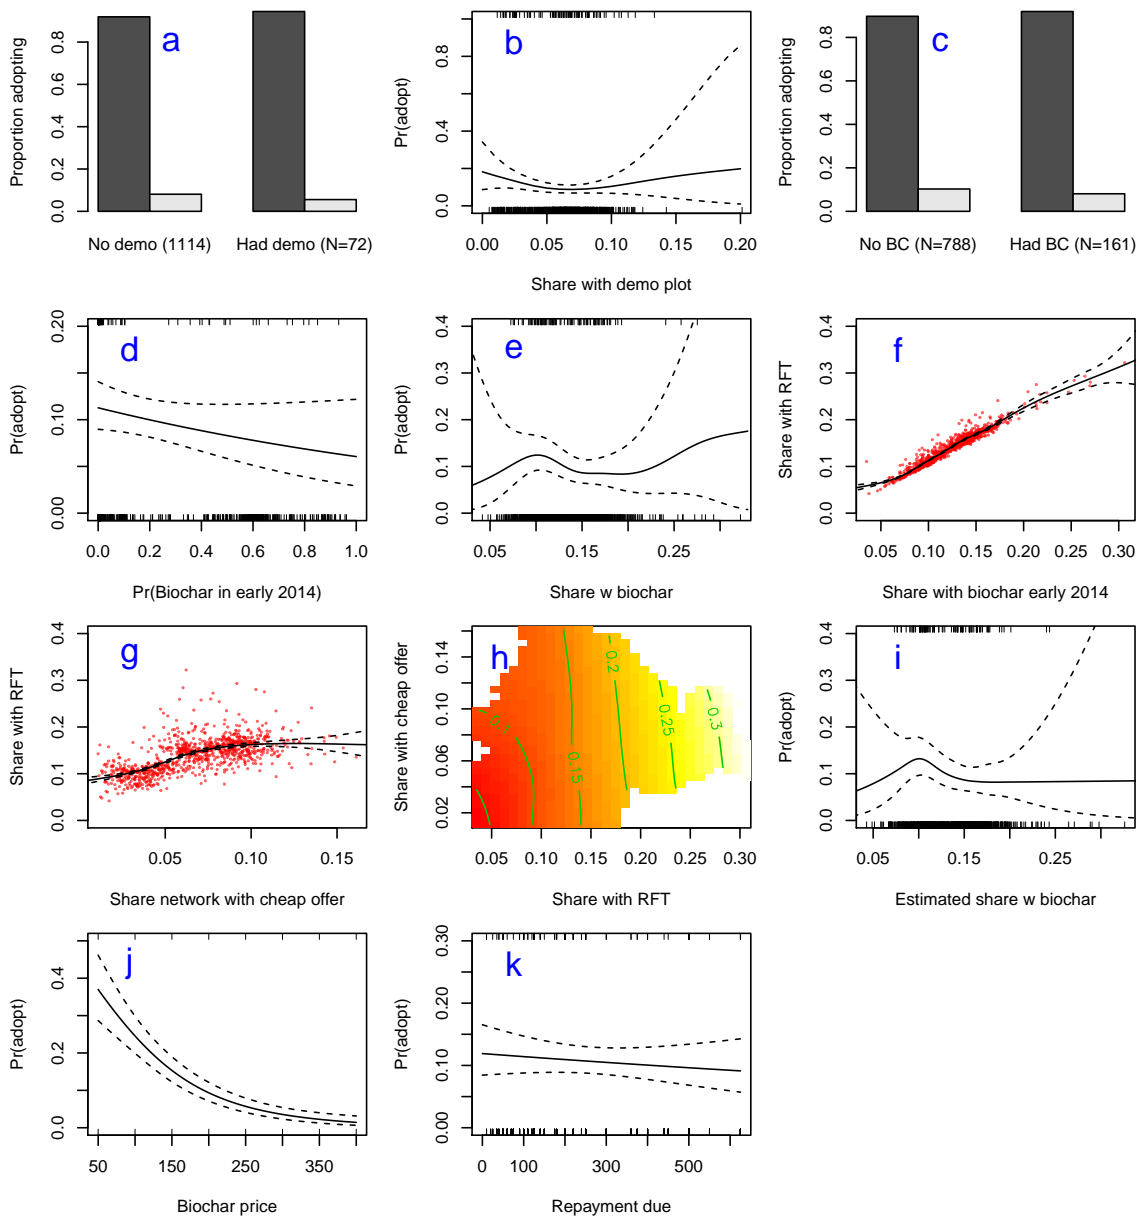 a
Proportion adopting
0.0 0.2 0.4 0.6 0.8
No demo (1114) Had demo (N=72)
b
Pr(adopt)
0.0 0.4 0.8
0.00 0.05 0.10 0.15 0.20
Share with demo plot
c
Proportion adopting
0.0 0.2 0.4 0.6 0.8
No BC (N=788) Had BC (N=161)
d
Pr(adopt)
0.00 0.10 0.20
0.0 0.2 0.4 0.6 0.8 1.0
Pr(Biochar in early 2014)
e
Pr(adopt)
0.0 0.1 0.2 0.3 0.4
0.05 0.15 0.25
Share w biochar
f
Share with RFT
0.0 0.1 0.2 0.3 0.4
0.05 0.10 0.15 0.20 0.30
Share with biochar early 2014
g
Share with RFT
0.0 0.1 0.2 0.3 0.4
0.05 0.10 0.15
Share network with cheap offer
h
Share with cheap offer
0.02 0.06 0.10 0.14
0.15
0.2
0.25
0.3
0.05 0.10 0.15 0.20 0.25 0.30
Share with RFT
i
Pr(adopt)
0.0 0.1 0.2 0.3 0.4
0.05 0.15 0.25
Estimated share w biochar
j
Pr(adopt)
0.0 0.2 0.4
50 150 250 350
Biochar price
k
Pr(adopt)
0.00 0.10 0.20 0.30
0 100 300 500
Repayment due